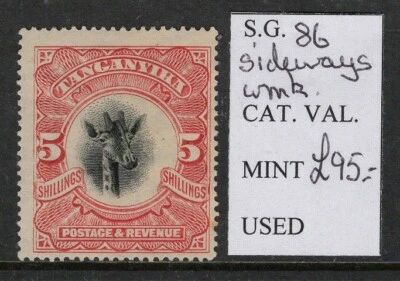 TANGANYIKA
5 5
SHILLINGS SHILLINGS
POSTAGE & REVENUE
S.G. 86
sideways
wmk.
CAT. VAL.
MINT £95.-
USED